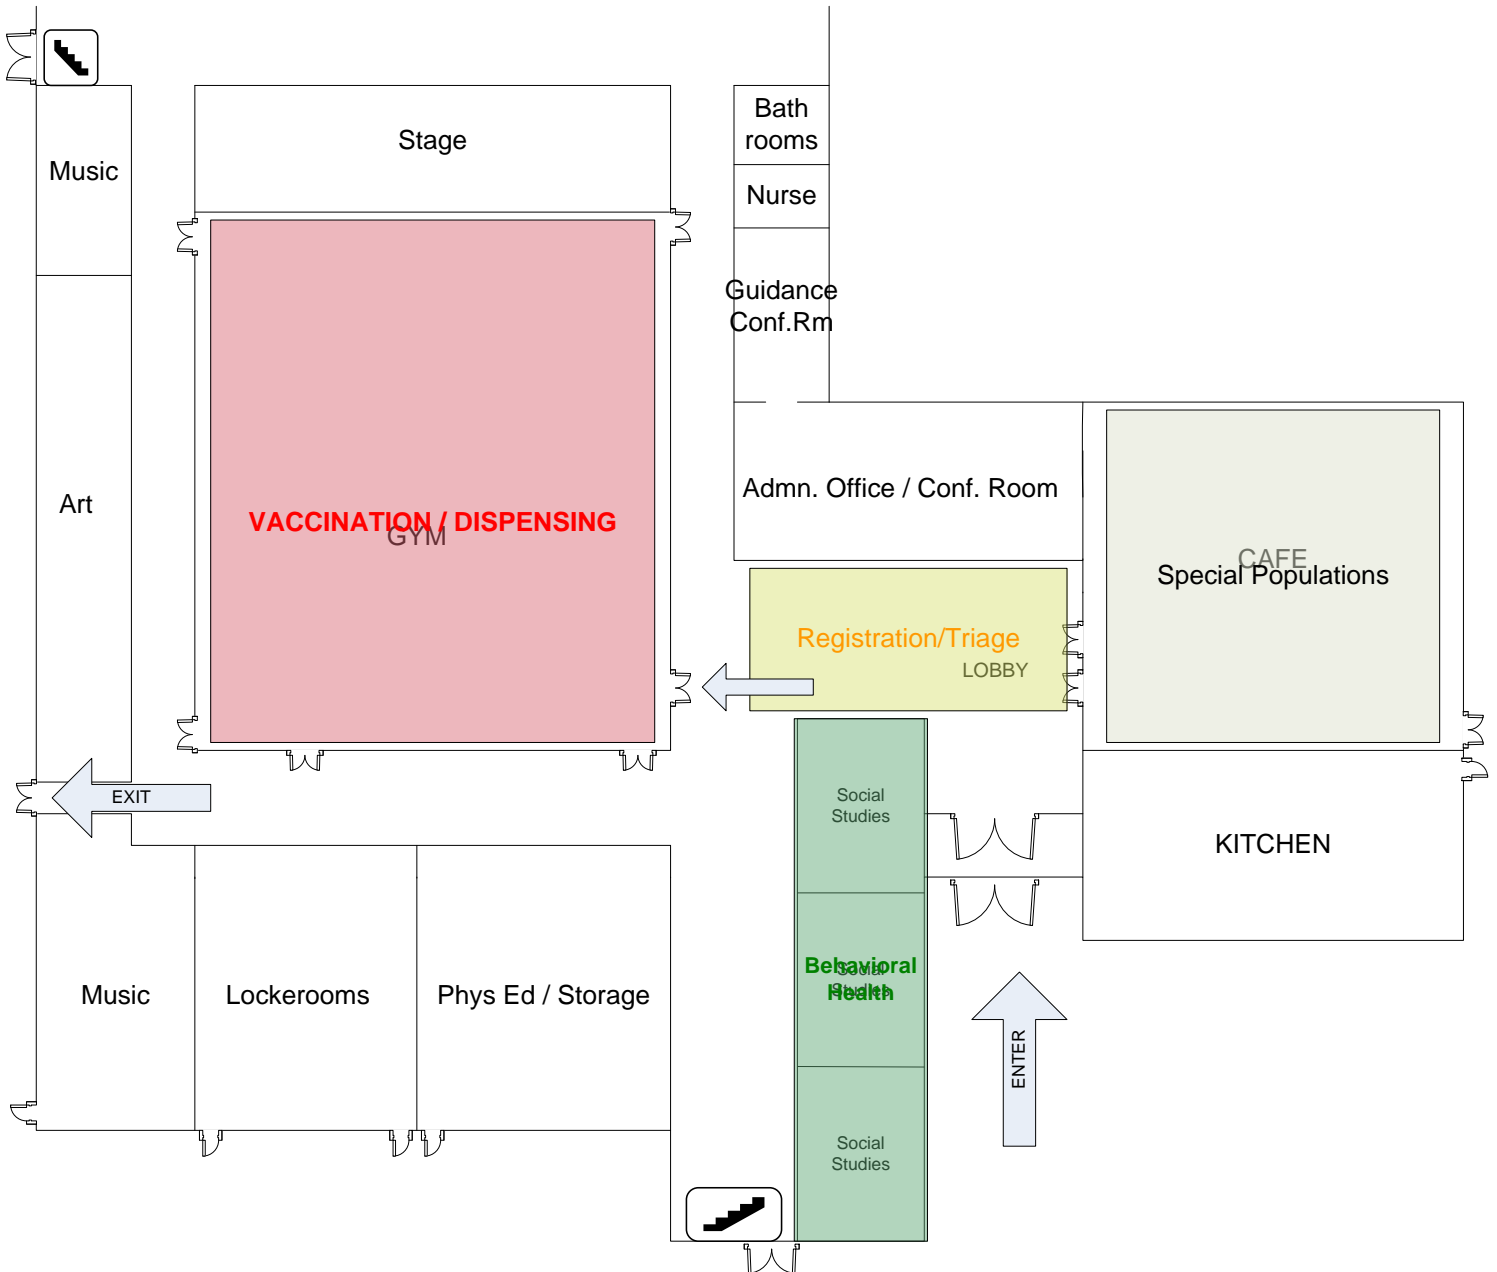 Bath
rooms
Stage
Music
Nurse
Guidance
Conf.Rm
Admn. Office / Conf. Room
Art
VACCINATION / DISPENSING
GYM
CAFE
Special Populations
Registration/Triage
LOBBY
EXIT
Social
Studies
KITCHEN
Behavioral
Health
Social
Studies
Music
Lockerooms
Phys Ed / Storage
ENTER
Social
Studies